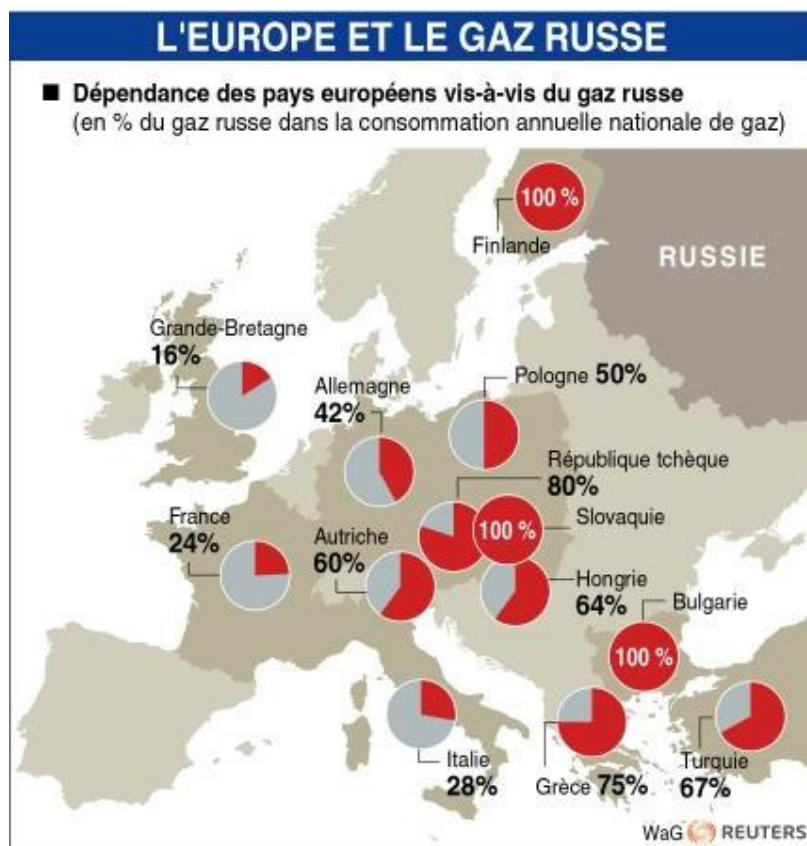 L'EUROPE ET LE GAZ RUSSE
■ Dépendance des pays européens vis-à-vis du gaz russe
(en % du gaz russe dans la consommation annuelle nationale de gaz)
100 %
Finlande
RUSSIE
Grande-Bretagne
16%
Allemagne
42%
Pologne 50%
République tchèque
80%
France
24%
Autriche
60%
100 %
Slovaquie
Hongrie
64%
Bulgarie
100 %
Italie
28%
Grèce 75%
Turquie
67%
WaG REUTERS